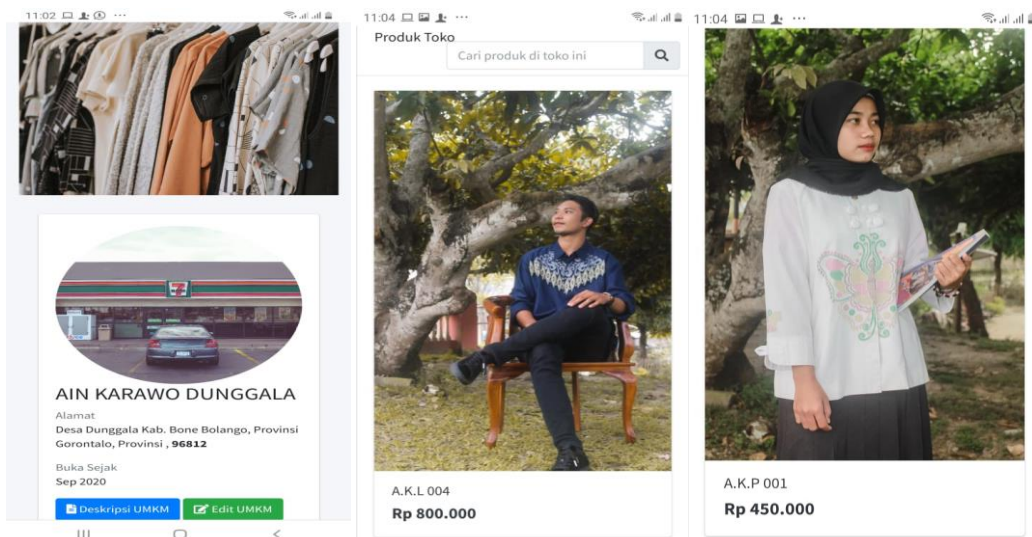 11:02
AIN KARAWO DUNGGALA
Alamat
Desa Dunggala Kab. Bone Bolango, Provinsi
Gorontalo, Provinsi , 96812
Buka Sejak
Sep 2020
Deskripsi UMKM
Edit UMKM
11:04
Produk Toko
Cari produk di toko ini
A.K.L 004
Rp 800.000
11:04
A.K.P 001
Rp 450.000